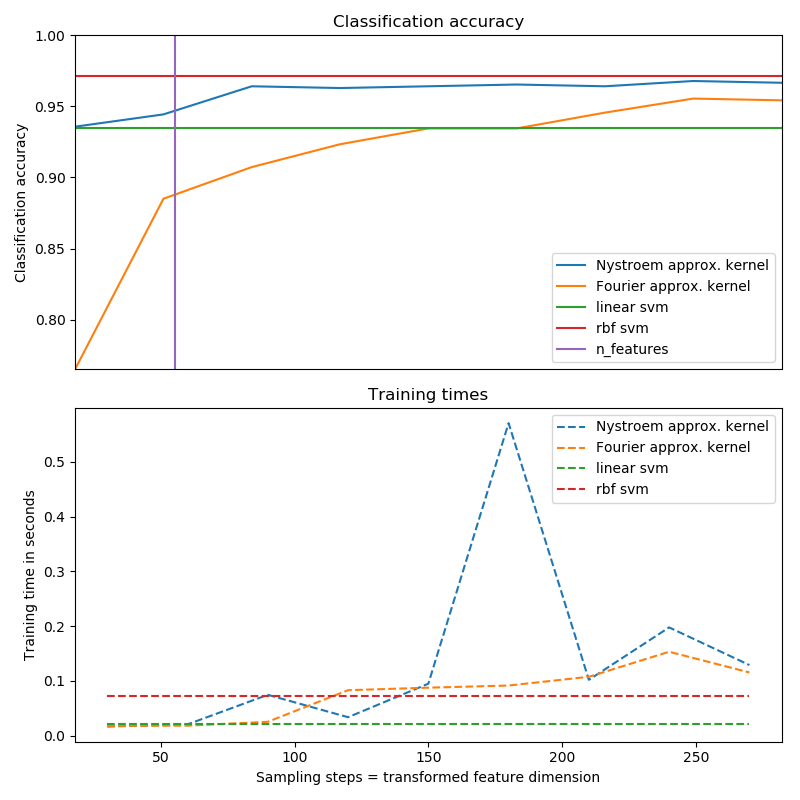 Classification accuracy
1.00
0.95
0.90
0.85
0.80
Classification accuracy
Nystroem approx. kernel
Fourier approx. kernel
linear svm
rbf svm
n_features
Training times
0.5
0.4
0.3
0.2
0.1
0.0
Training time in seconds
Nystroem approx. kernel
Fourier approx. kernel
linear svm
rbf svm
50
100
150
200
250
Sampling steps = transformed feature dimension